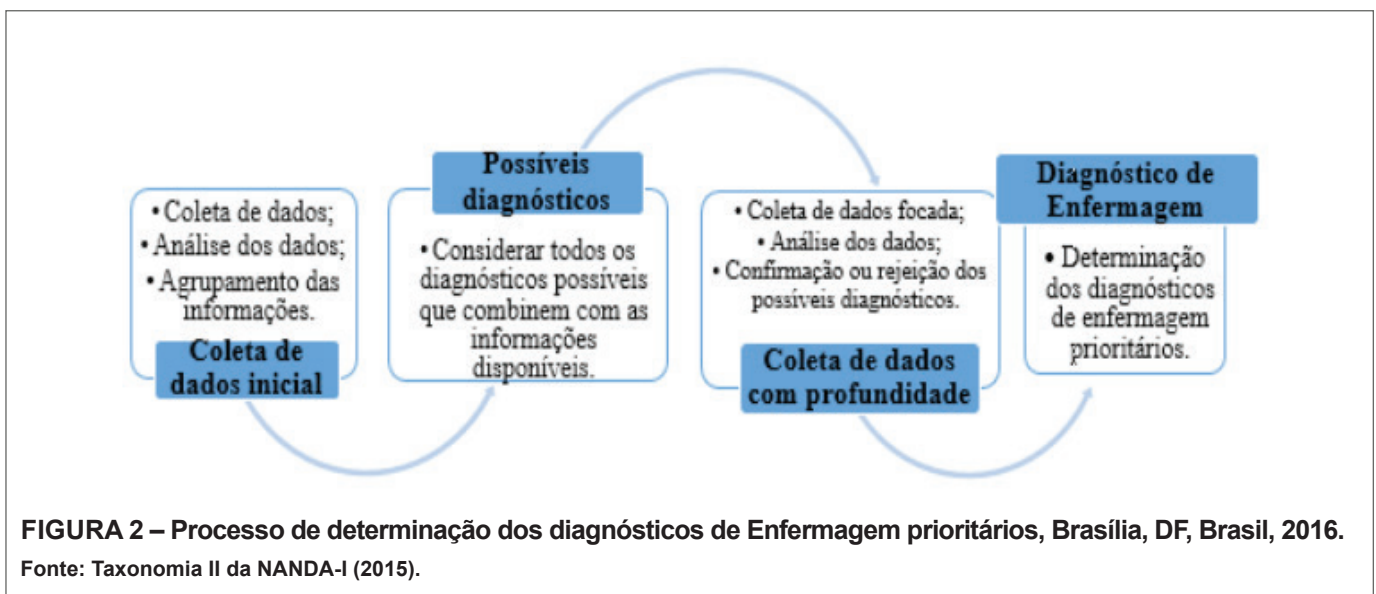 • Coleta de dados;
• Análise dos dados;
• Agrupamento das
informações.
Coleta de
dados inicial
Possíveis
diagnósticos
• Considerar todos os
diagnósticos possíveis
que combinem com as
informações
disponíveis.
• Coleta de dados focada;
• Análise dos dados;
• Confirmação ou rejeição dos
possíveis diagnósticos.
Coleta de dados
com profundidade
Diagnóstico de
Enfermagem
• Determinação
dos diagnósticos
de enfermagem
prioritários.
FIGURA 2 – Processo de determinação dos diagnósticos de Enfermagem prioritários, Brasília, DF, Brasil, 2016.
Fonte: Taxonomia II da NANDA-I (2015).